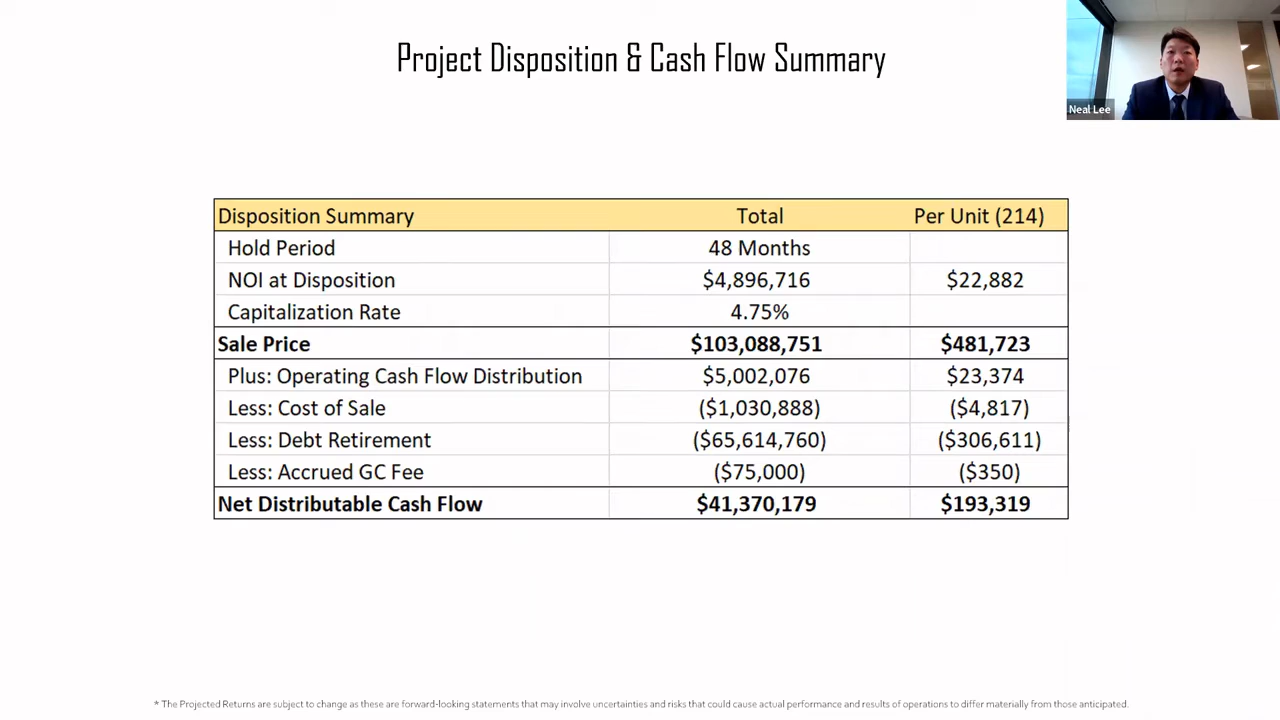 Project Disposition & Cash Flow Summary
Neal Lee
Disposition Summary Total Per Unit (214)
Hold Period 48 Months
NOI at Disposition $4,896,716 $22,882
Capitalization Rate 4.75%
Sale Price $103,088,751 $481,723
Plus: Operating Cash Flow Distribution $5,002,076 $23,374
Less: Cost of Sale ($1,030,888) ($4,817)
Less: Debt Retirement ($65,614,760) ($306,611)
Less: Accrued GC Fee ($75,000) ($350)
Net Distributable Cash Flow $41,370,179 $193,319
* The Projected Returns are subject to change as these are forward-looking statements that may involve uncertainties and risks that could cause actual performance and results of operations to differ materially from those anticipated.